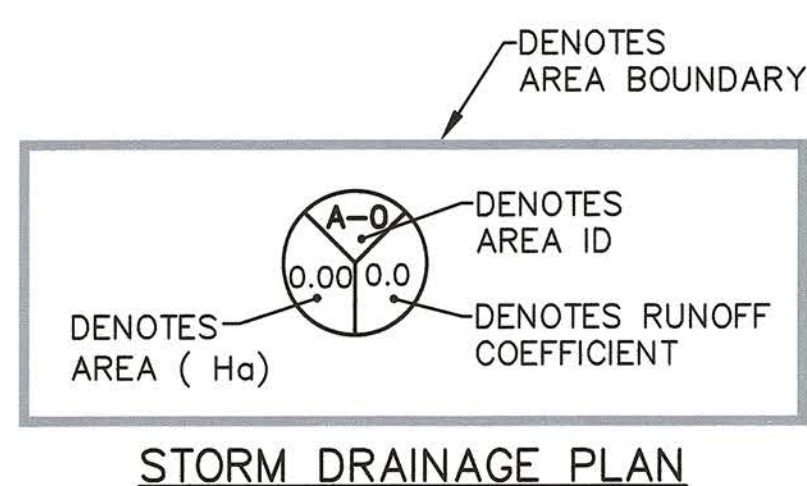 DENOTES
AREA BOUNDARY
A-0
DENOTES
AREA ID
0.00
0.0
DENOTES
AREA ( Ha)
DENOTES RUNOFF
COEFFICIENT
STORM DRAINAGE PLAN